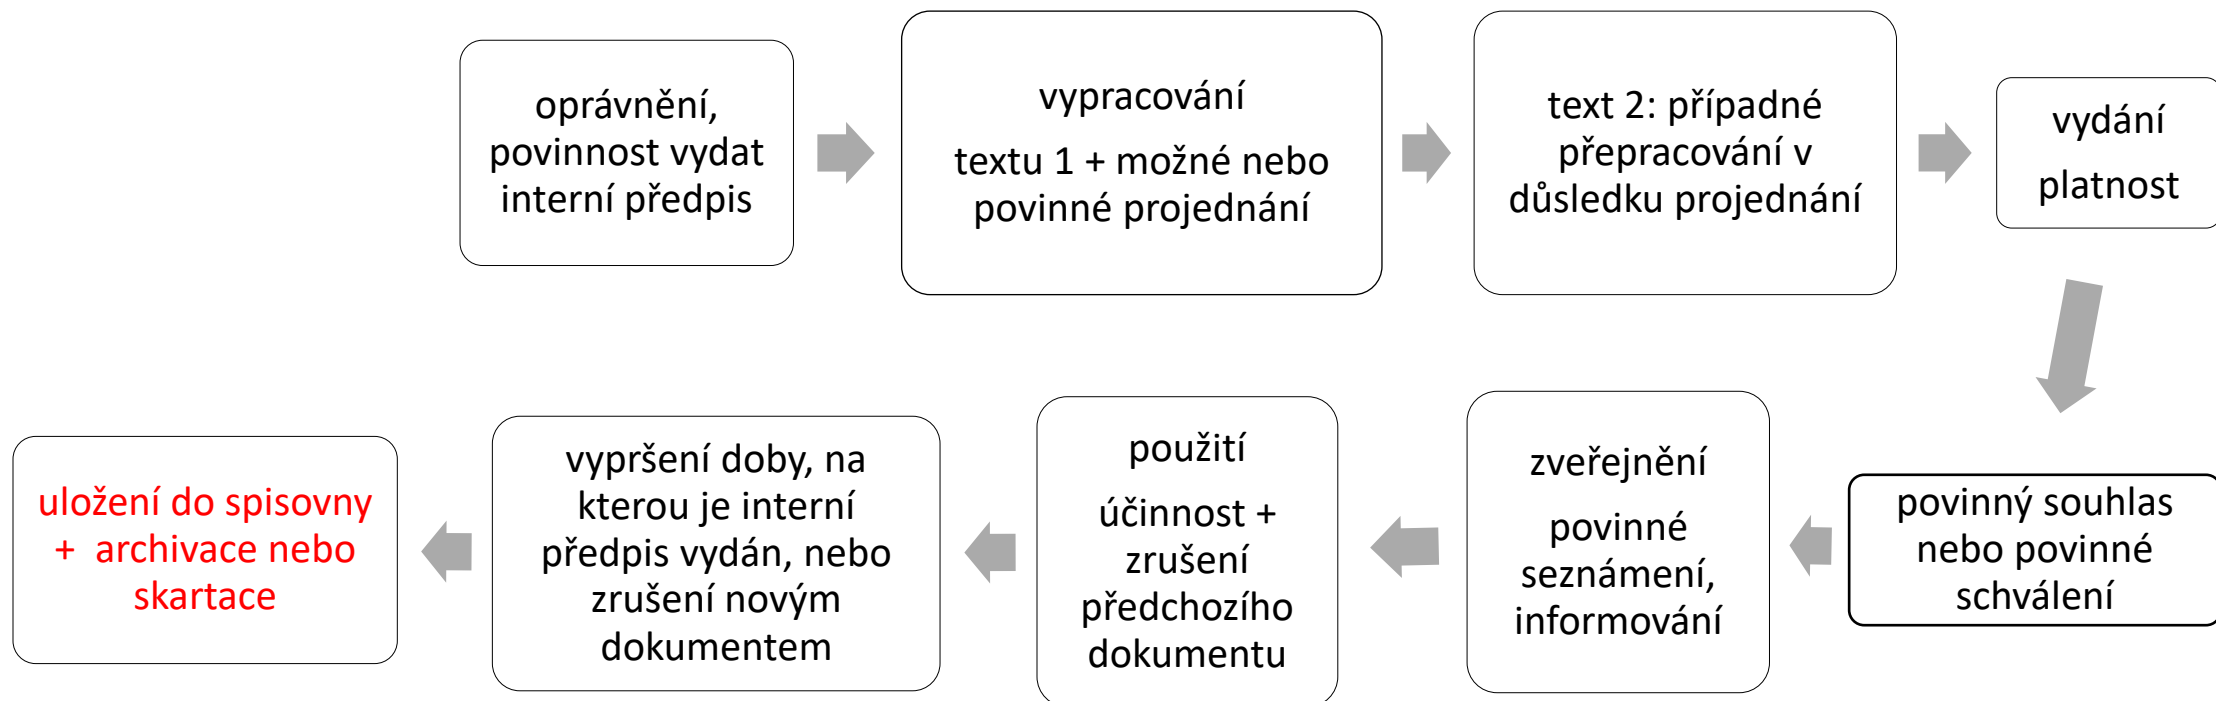 oprávnění,
povinnost vydat
interní předpis
vypracování
textu 1 + možné nebo
povinné projednání
text 2: případné
přepracování v
důsledku projednání
vydání
platnost
povinný souhlas
nebo povinné
schválení
zveřejnění
povinné
seznámení,
informování
použití
účinnost +
zrušení
předchozího
dokumentu
vypršení doby, na
kterou je interní
předpis vydán, nebo
zrušení novým
dokumentem
uložení do spisovny
+ archivace nebo
skartace